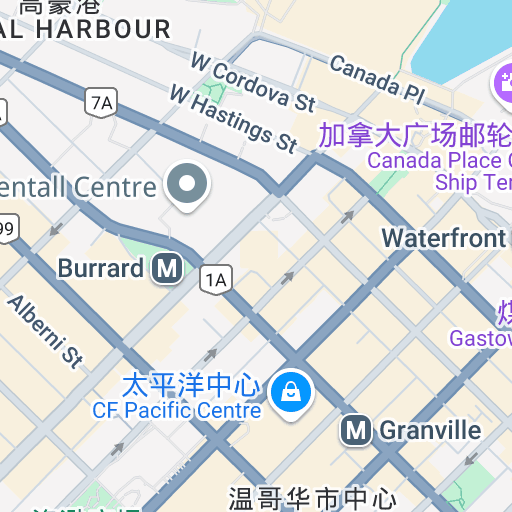 高豪港
AL HARBOUR
W Cordova St
Canada Pl
7A
W Hastings St
加拿大广场邮轮
Canada Place C
Ship Ter
entall Centre
99
Waterfront
Burrard M
1A
Alberni St
煤
Gastow
太平洋中心
CF Pacific Centre
M Granville
温哥华市中心